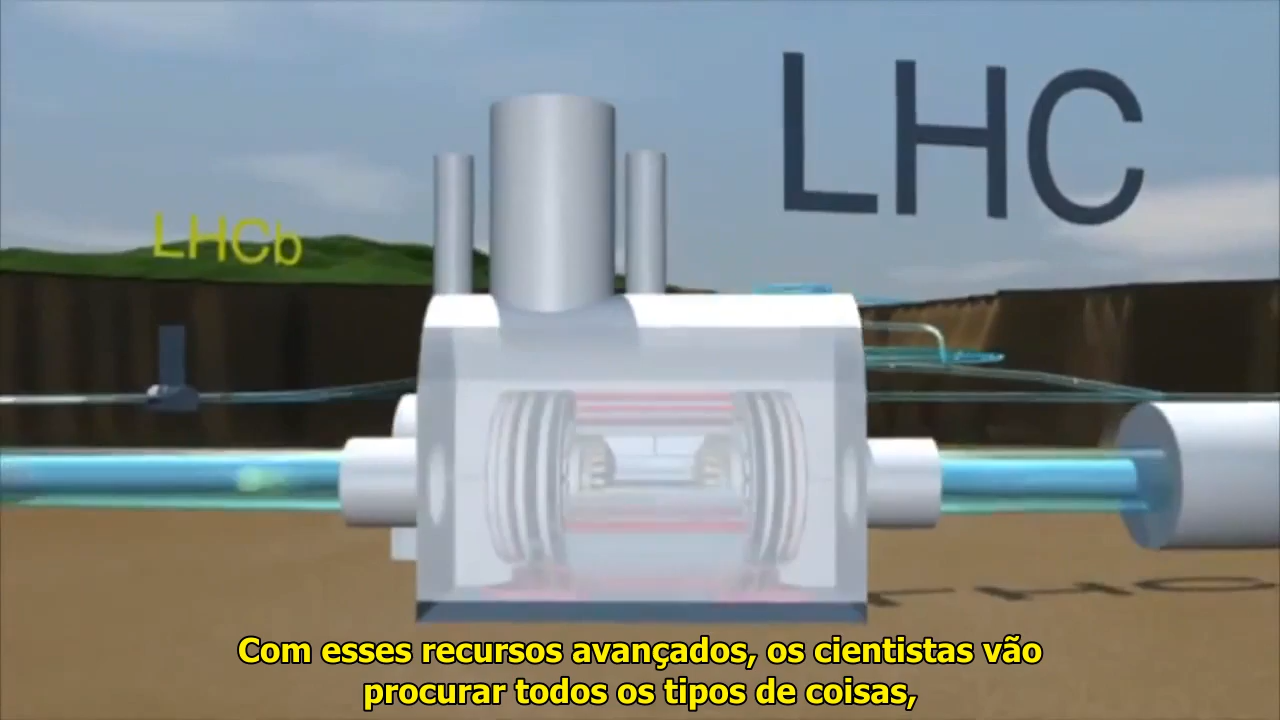 LHC
LHCb
Com esses recursos avançados, os cientistas vão
procurar todos os tipos de coisas,